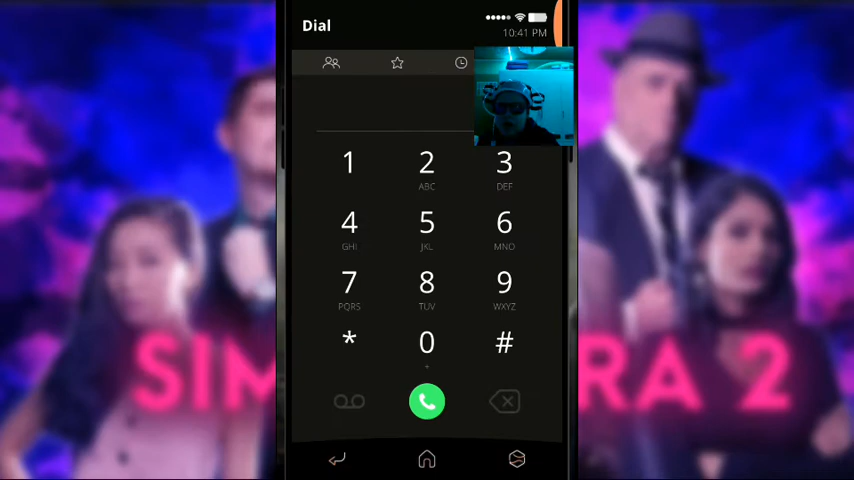 Dial
10:41 PM
1
2
3
ABC
DEF
4
5
6
GHI
JKL
MNO
7
8
9
PQRS
TUV
WXYZ
*
0
#
+
SIM
RA 2